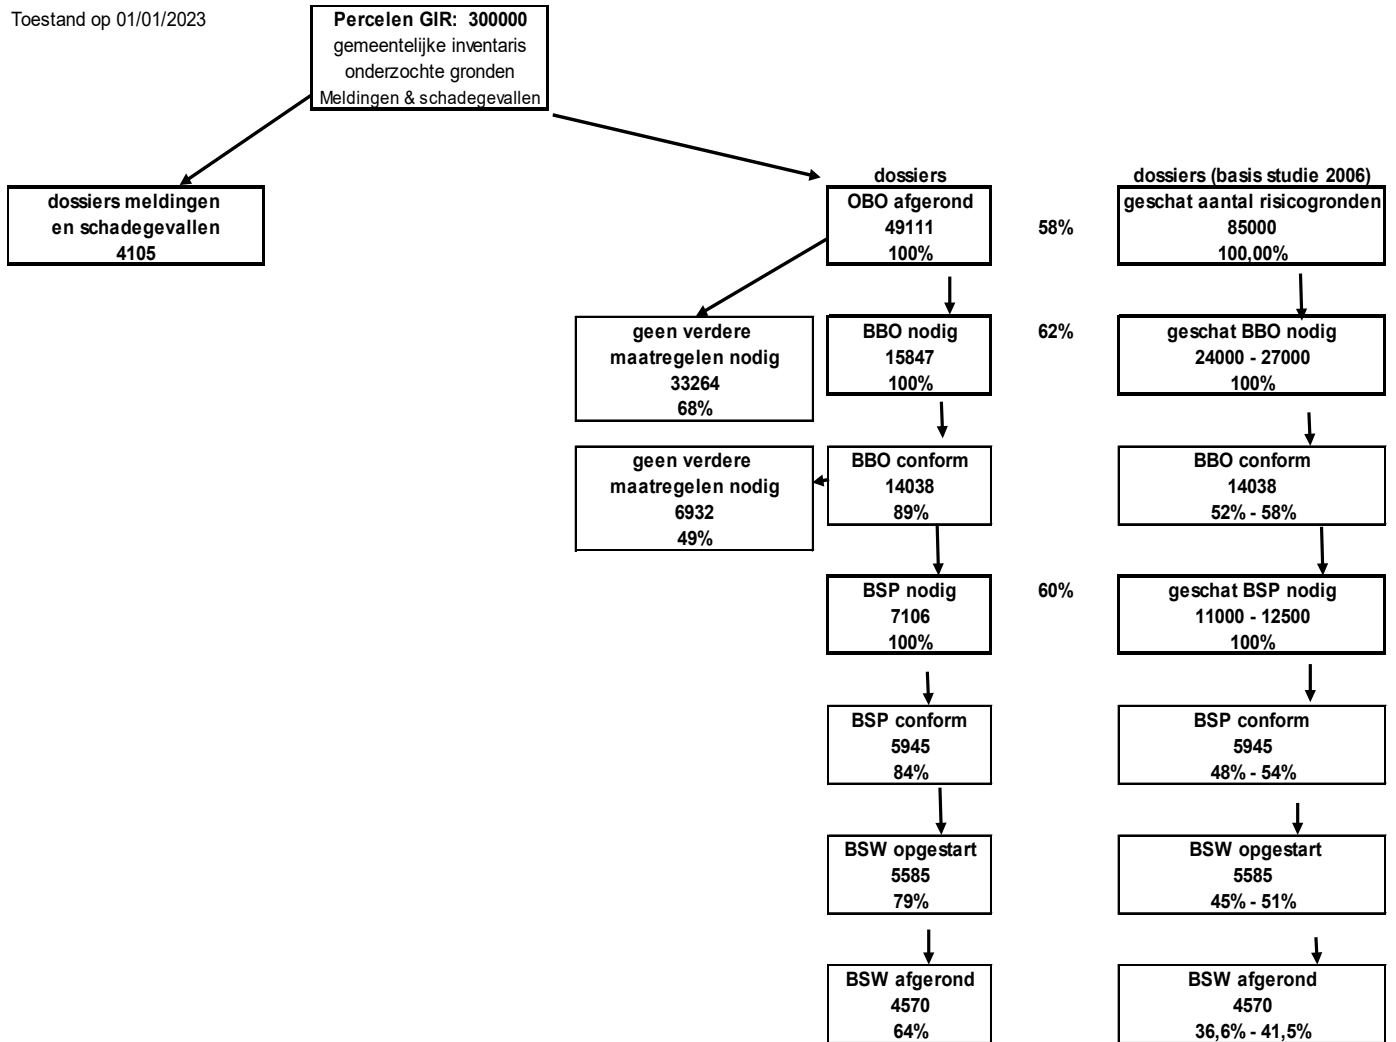 Toestand op 01/01/2023
Percelen GIR: 300000
gemeentelijke inventaris
onderzochte gronden
Meldingen & schadegevallen
dossiers meldingen
en schadegevallen
4105
dossiers
OBO afgerond
49111
100%
58%
dossiers (basis studie 2006)
geschat aantal risicogronden
85000
100,00%
geen verdere
maatregelen nodig
33264
68%
BBO nodig
15847
100%
62%
geschat BBO nodig
24000 - 27000
100%
geen verdere
maatregelen nodig
6932
49%
BBO conform
14038
89%
BBO conform
14038
52% - 58%
BSP nodig
7106
100%
60%
geschat BSP nodig
11000 - 12500
100%
BSP conform
5945
84%
BSP conform
5945
48% - 54%
BSW opgestart
5585
79%
BSW opgestart
5585
45% - 51%
BSW afgerond
4570
64%
BSW afgerond
4570
36,6% - 41,5%